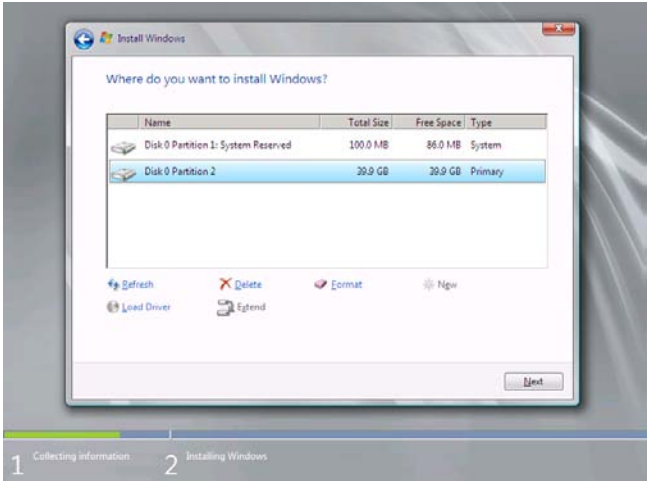 Install Windows
Where do you want to install Windows?
Name Total Size Free Space Type
Disk 0 Partition 1: System Reserved 100.0 MB 86.0 MB System
Disk 0 Partition 2 39.9 GB 39.9 GB Primary
Refresh Delete Format New
Load Driver Extend
Next
1 Collecting information 2 Installing Windows